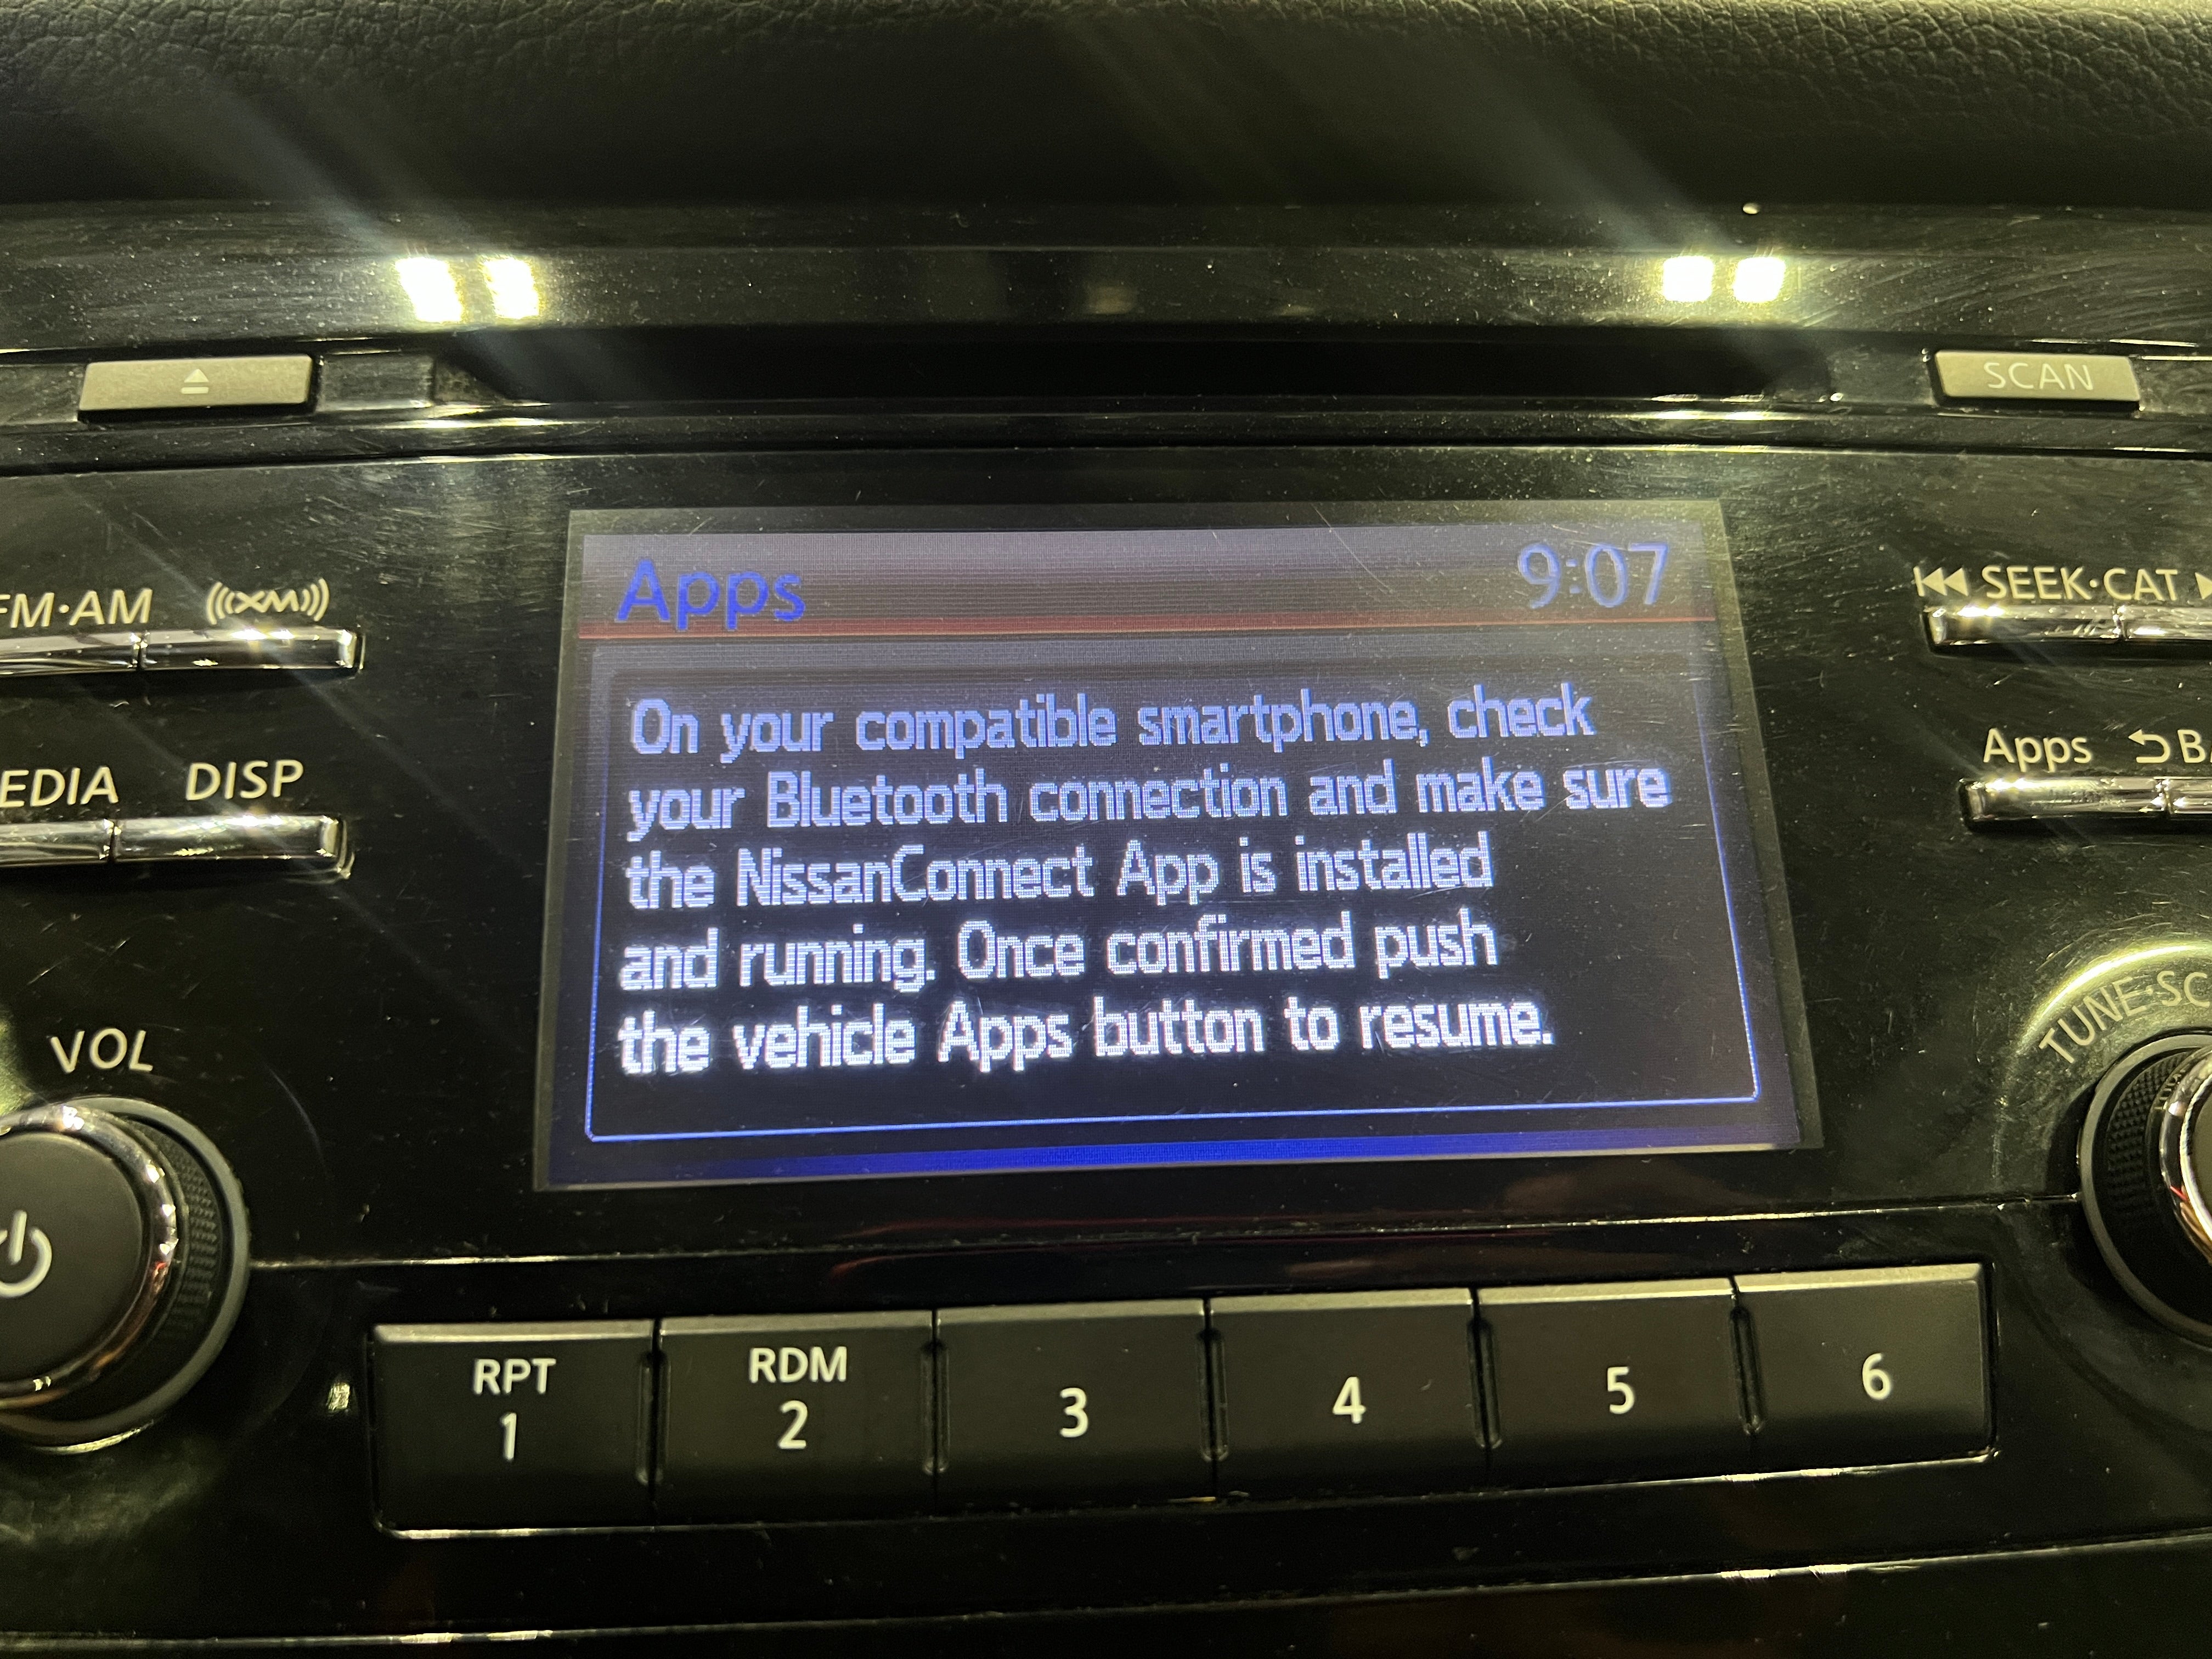 SCAN
FM·AM
XM
SEEK·CAT
Apps 9:07
On your compatible smartphone, check
your Bluetooth connection and make sure
the NissanConnect App is installed
and running. Once confirmed push
the vehicle Apps button to resume.
DISP
Apps
VOL
RPT
1
RDM
2
3
4
5
6